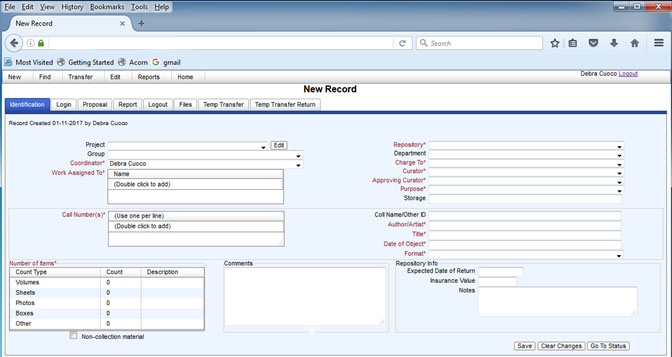 File Edit View History Bookmarks Tools Help
New Record
Search
Most Visited Getting Started Acorn gmail
New Find Transfer Edit Reports Home Debra Cuoco Logout
New Record
Identification Login Proposal Report Logout Files Temp Transfer Temp Transfer Return
Record Created 01-11-2017 by Debra Cuoco
Project Edit
Group
Coordinator* Debra Cuoco
Work Assigned To* Name
(Double click to add)
Repository*
Department
Charge To*
Curator*
Approving Curator*
Purpose*
Storage
Call Number(s)* (Use one per line)
(Double click to add)
Coll Name/Other ID
Author/Artist*
Title*
Date of Object*
Format*
Number of Items*
Count Type Count Description
Volumes 0
Sheets 0
Photos 0
Boxes 0
Other 0
Non-collection material
Comments
Repository Info
Expected Date of Return
Insurance Value
Notes
Save Clear Changes Go To Status